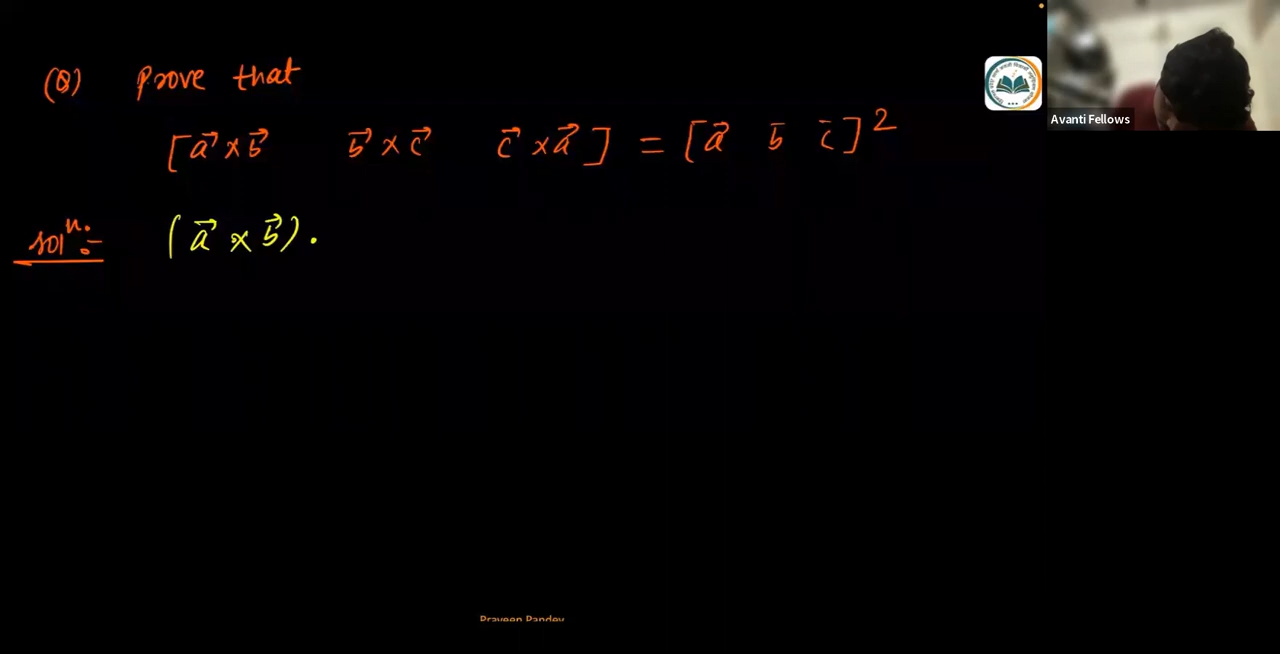 (Q) Prove that
[a⃗ × b⃗   b⃗ × c⃗   c⃗ × a⃗] = [a⃗ b̄ c̄]²
Solⁿ:- (a⃗ × b⃗) .
Avanti Fellows
Praveen Pandey